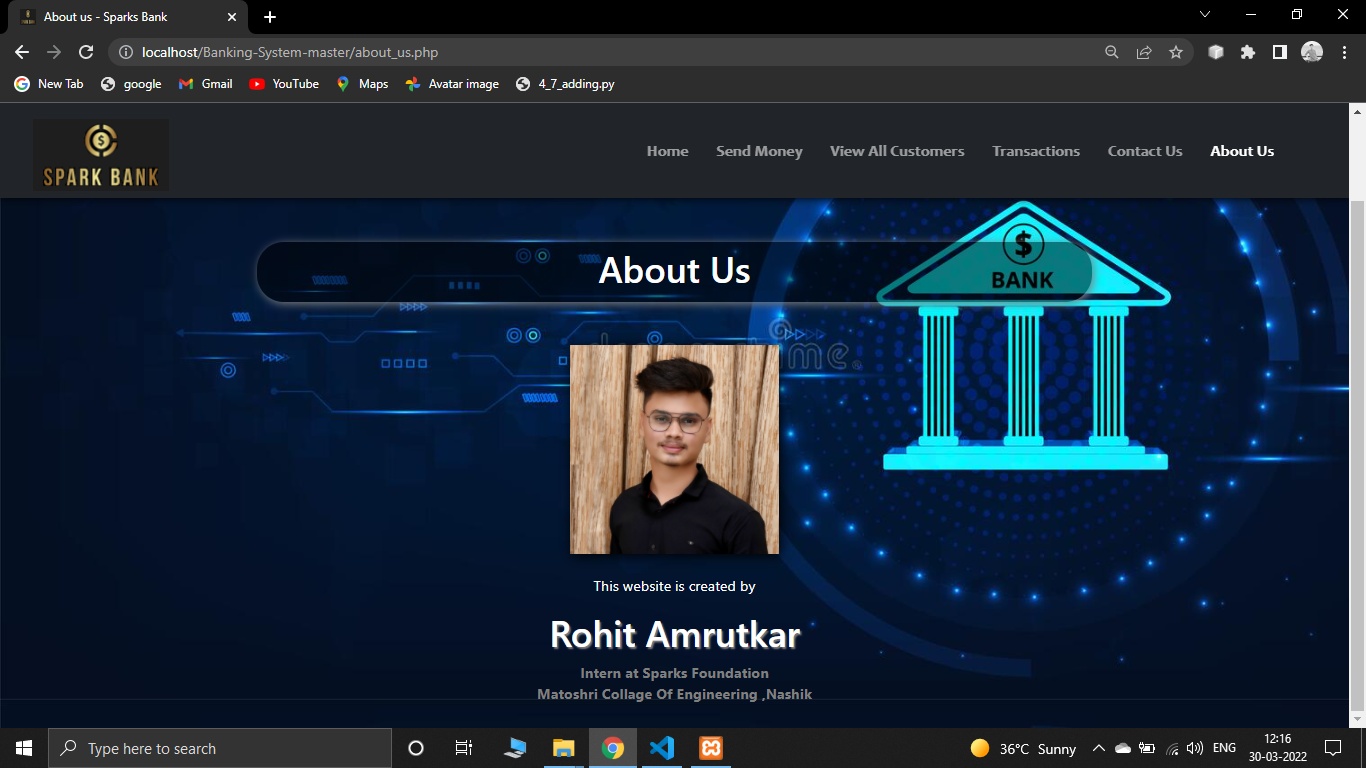 About us - Sparks Bank
localhost/Banking-System-master/about_us.php
New Tab google Gmail YouTube Maps Avatar image 4_7_adding.py
SPARK BANK
Home Send Money View All Customers Transactions Contact Us About Us
About Us
$
BANK
This website is created by
Rohit Amrutkar
Intern at Sparks Foundation
Matoshri Collage Of Engineering ,Nashik
Type here to search
36°C Sunny
ENG
12:16
30-03-2022